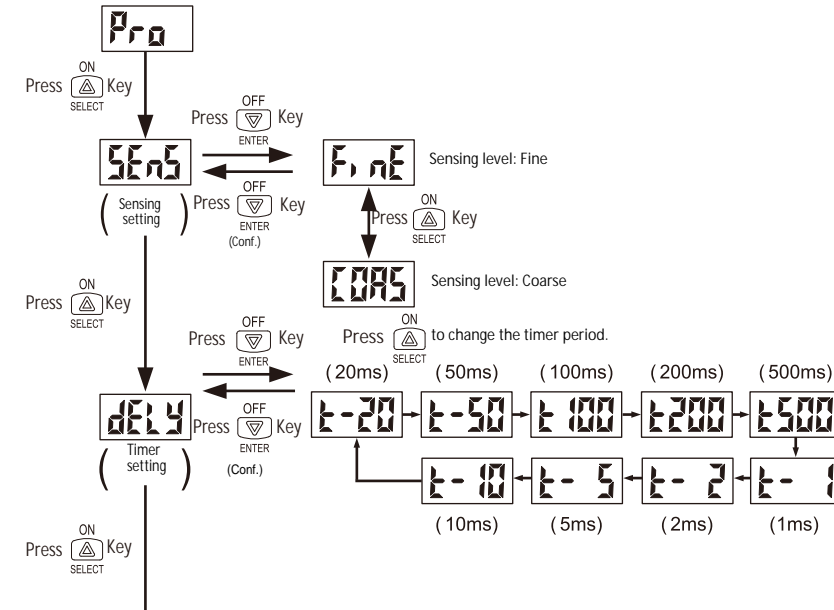 Pro
ON
Press Key
SELECT
OFF
Press Key
ENTER
SEnS
FinE
Sensing level: Fine
OFF
Press Key
ENTER
(Conf.)
( Sensing
setting )
ON
Press Key
SELECT
COAS
Sensing level: Coarse
ON
Press Key
SELECT
OFF
Press Key
ENTER
ON
Press to change the timer period.
SELECT
(20ms) (50ms) (100ms) (200ms) (500ms)
dELY
t-20 t-50 t 100 t200 t500
OFF
Press Key
ENTER
(Conf.)
( Timer
setting )
t- 10 t- 5 t- 2 t- 1
(10ms) (5ms) (2ms) (1ms)
ON
Press Key
SELECT